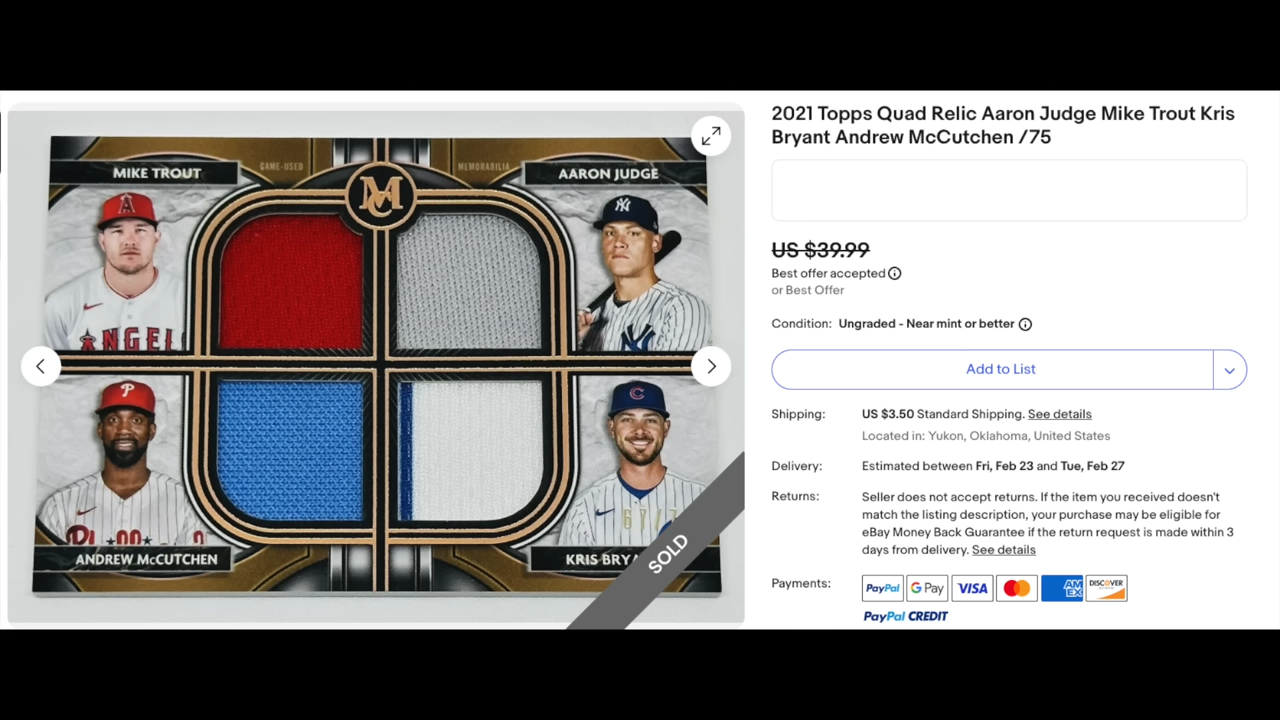 MIKE TROUT
GAME-USED
MEMORABILIA
AARON JUDGE
MC
A
NY
ANGEL
P
C
ANDREW McCUTCHEN
KRIS BRYA
SOLD
2021 Topps Quad Relic Aaron Judge Mike Trout Kris
Bryant Andrew McCutchen /75
US $39.99
Best offer accepted
or Best Offer
Condition: Ungraded - Near mint or better
Add to List
Shipping: US $3.50 Standard Shipping. See details
Located in: Yukon, Oklahoma, United States
Delivery: Estimated between Fri, Feb 23 and Tue, Feb 27
Returns: Seller does not accept returns. If the item you received doesn't
match the listing description, your purchase may be eligible for
eBay Money Back Guarantee if the return request is made within 3
days from delivery. See details
Payments: PayPal G Pay VISA AM EX DISCOVER
PayPal CREDIT